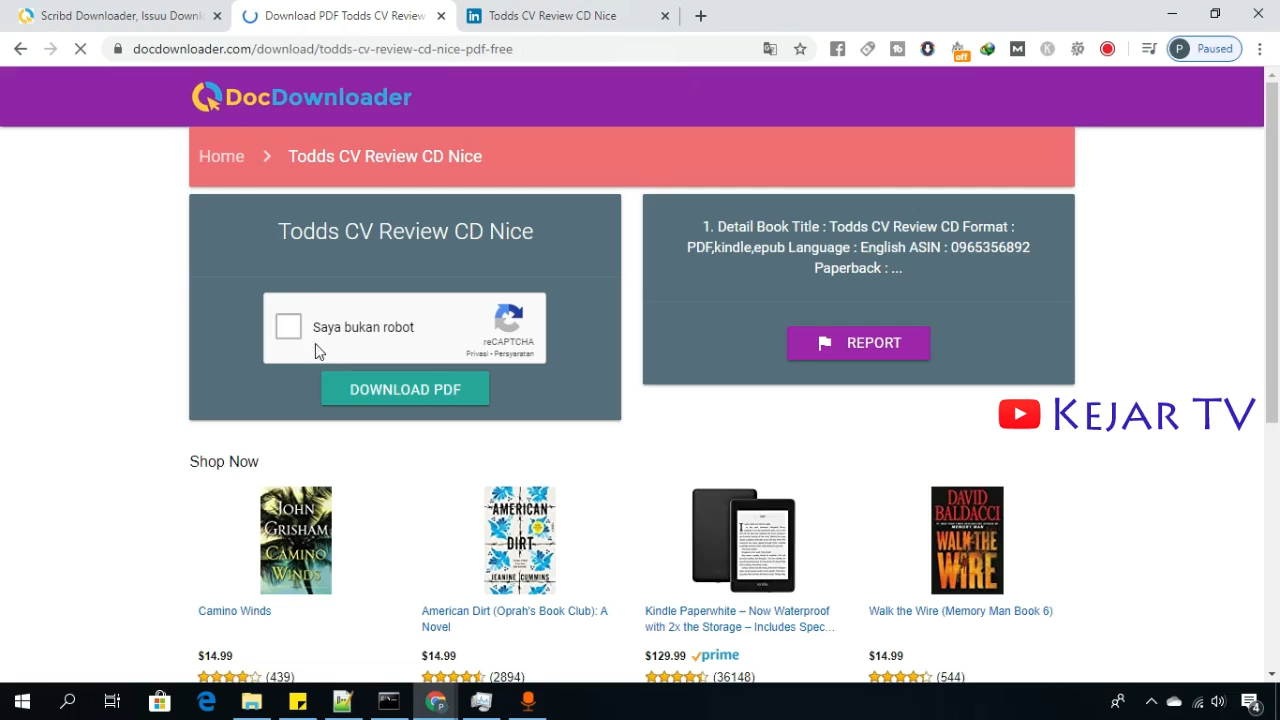 Scribd Downloader, Issuu Downl
Download PDF Todds CV Review
Todds CV Review CD Nice
docdownloader.com/download/todds-cv-review-cd-nice-pdf-free
off
M
K
P
Paused
DocDownloader
Home
Todds CV Review CD Nice
Todds CV Review CD Nice
Saya bukan robot
reCAPTCHA
Privasi - Persyaratan
DOWNLOAD PDF
1. Detail Book Title : Todds CV Review CD Format :
PDF,kindle,epub Language : English ASIN : 0965356892
Paperback : ...
REPORT
KEJAR TV
Shop Now
JOHN
GRISHAM
CAMINO
WINDS
AMERICAN
DIRT
JEANINE CUMMINS
DAVID
BALDACCI
WALK THE
WIRE
Camino Winds
American Dirt (Oprah's Book Club): A
Novel
Kindle Paperwhite – Now Waterproof
with 2x the Storage – Includes Spec...
Walk the Wire (Memory Man Book 6)
$14.99
$14.99
$129.99 prime
$14.99
(439)
(2894)
(36148)
(544)
4